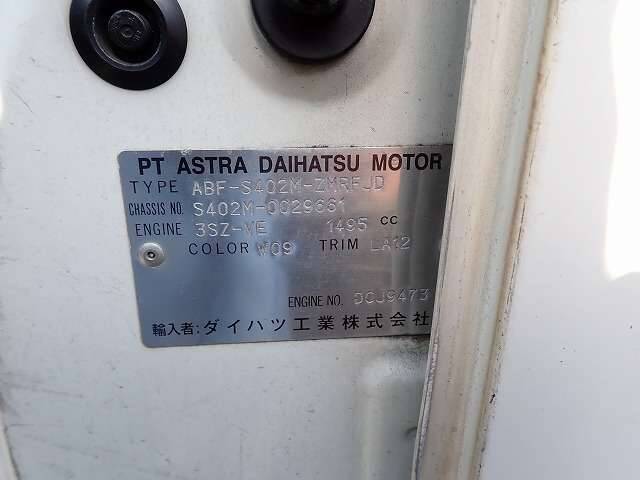 PT ASTRA DAIHATSU MOTOR
TYPE ABF-S402M-ZMRFJD
CHASSIS NO. S402M-0029661
ENGINE 3SZ-VE 1495 CC
COLOR W09 TRIM LA12
ENGINE NO. DCJ9473
輸入者:ダイハツ工業株式会社